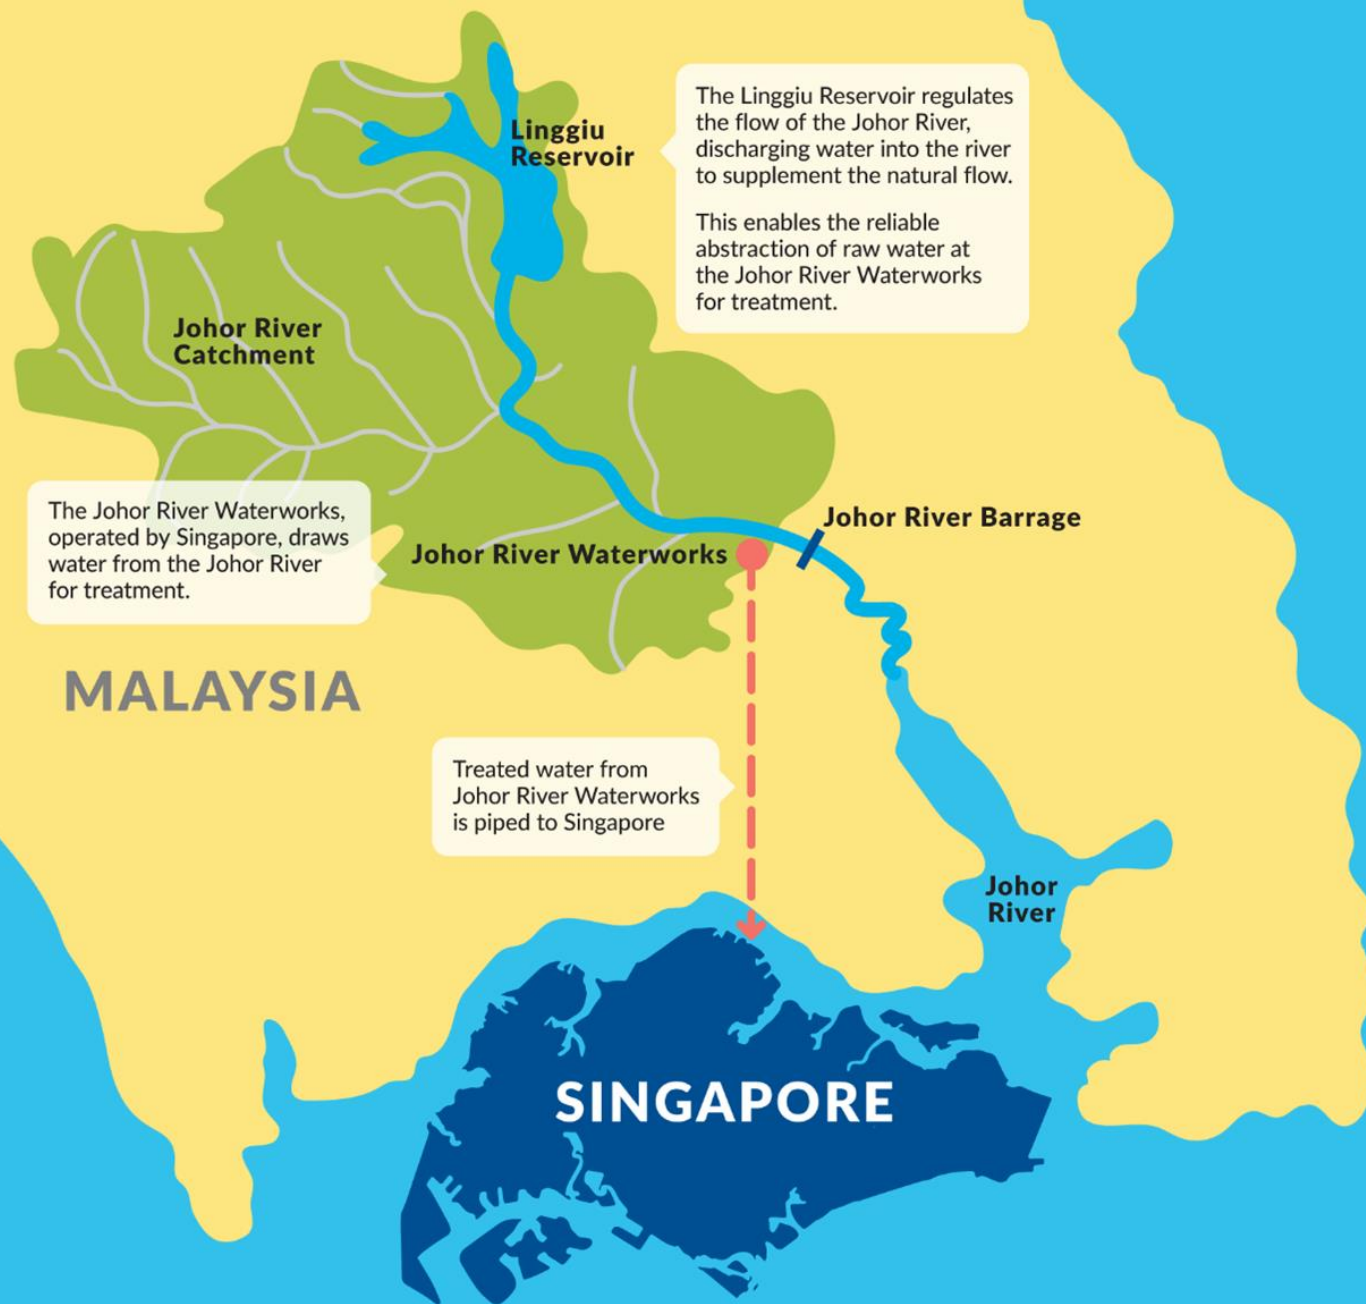 Linggiu
Reservoir
The Linggiu Reservoir regulates
the flow of the Johor River,
discharging water into the river
to supplement the natural flow.
This enables the reliable
abstraction of raw water at
the Johor River Waterworks
for treatment.
Johor River
Catchment
The Johor River Waterworks,
operated by Singapore, draws
water from the Johor River
for treatment.
Johor River Waterworks
Johor River Barrage
MALAYSIA
Treated water from
Johor River Waterworks
is piped to Singapore
Johor
River
SINGAPORE